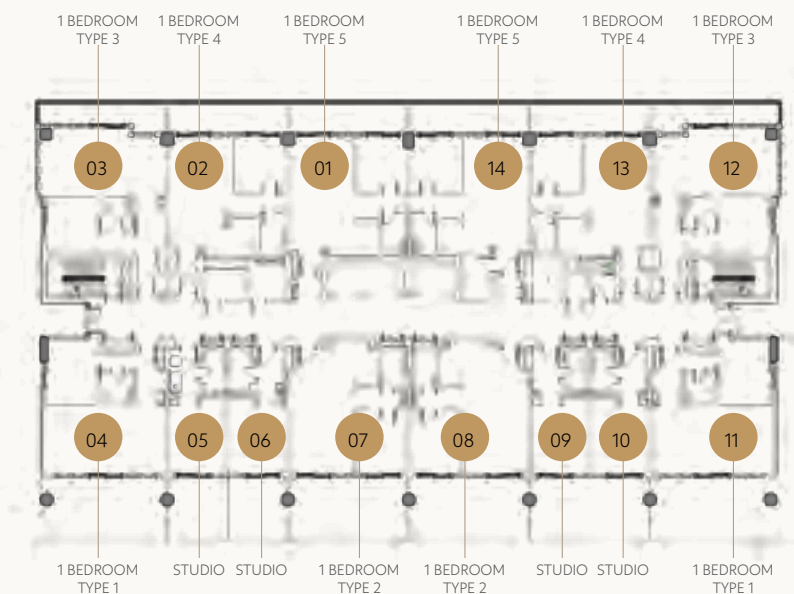 1 BEDROOM
TYPE 3
1 BEDROOM
TYPE 4
1 BEDROOM
TYPE 5
1 BEDROOM
TYPE 5
1 BEDROOM
TYPE 4
1 BEDROOM
TYPE 3
03
02
01
14
13
12
04
05
06
07
08
09
10
11
1 BEDROOM
TYPE 1
STUDIO
STUDIO
1 BEDROOM
TYPE 2
1 BEDROOM
TYPE 2
STUDIO
STUDIO
1 BEDROOM
TYPE 1